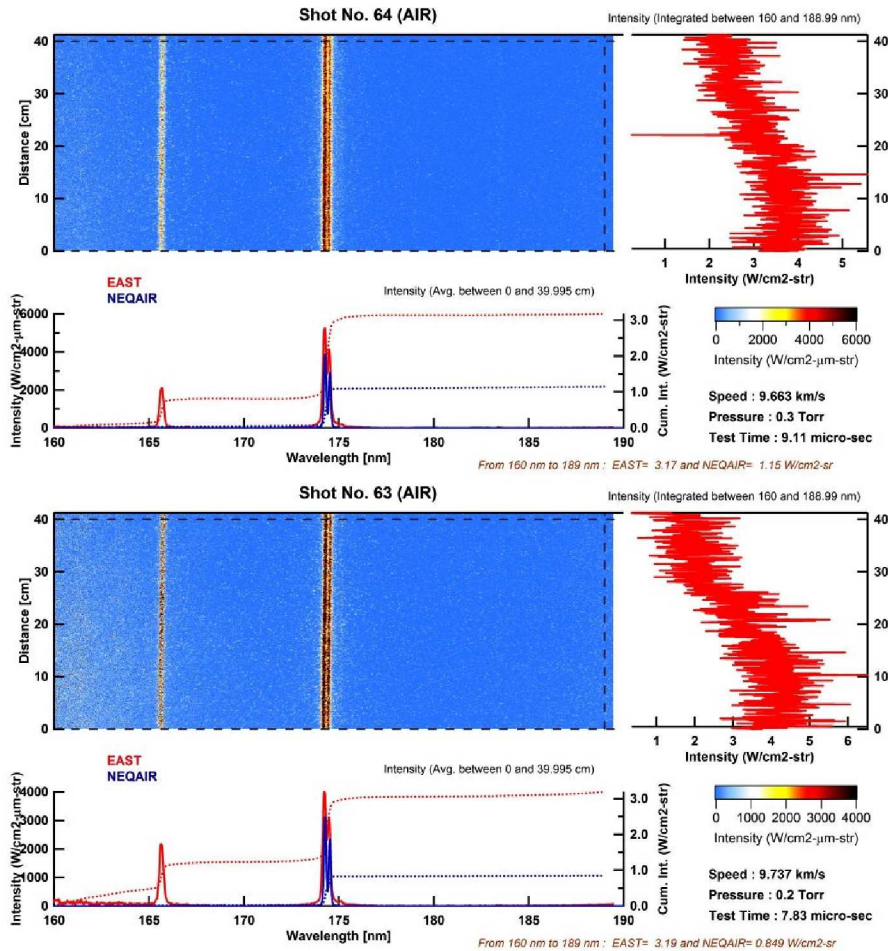 Shot No. 64 (AIR)
Intensity (Integrated between 160 and 188.99 nm)
Distance [cm]
40
30
20
10
0
40
30
20
10
0
1 2 3 4 5
Intensity (W/cm2-str)
EAST
NEQAIR
Intensity (Avg. between 0 and 39.995 cm)
Intensity (W/cm2-μm-str)
6000
4000
2000
0
3.0
2.0
1.0
0.0
Cum. Int. (W/cm2-str)
160 165 170 175 180 185 190
Wavelength [nm]
0 2000 4000 6000
Intensity (W/cm2-μm-str)
Speed : 9.663 km/s
Pressure : 0.3 Torr
Test Time : 9.11 micro-sec
From 160 nm to 189 nm : EAST= 3.17 and NEQAIR= 1.15 W/cm2-sr
Shot No. 63 (AIR)
Intensity (Integrated between 160 and 188.99 nm)
Distance [cm]
40
30
20
10
0
40
30
20
10
0
1 2 3 4 5 6
Intensity (W/cm2-str)
EAST
NEQAIR
Intensity (Avg. between 0 and 39.995 cm)
Intensity (W/cm2-μm-str)
4000
3000
2000
1000
0
3.0
2.0
1.0
0.0
Cum. Int. (W/cm2-str)
160 165 170 175 180 185 190
Wavelength [nm]
0 1000 2000 3000 4000
Intensity (W/cm2-μm-str)
Speed : 9.737 km/s
Pressure : 0.2 Torr
Test Time : 7.83 micro-sec
From 160 nm to 189 nm : EAST= 3.19 and NEQAIR= 0.849 W/cm2-sr